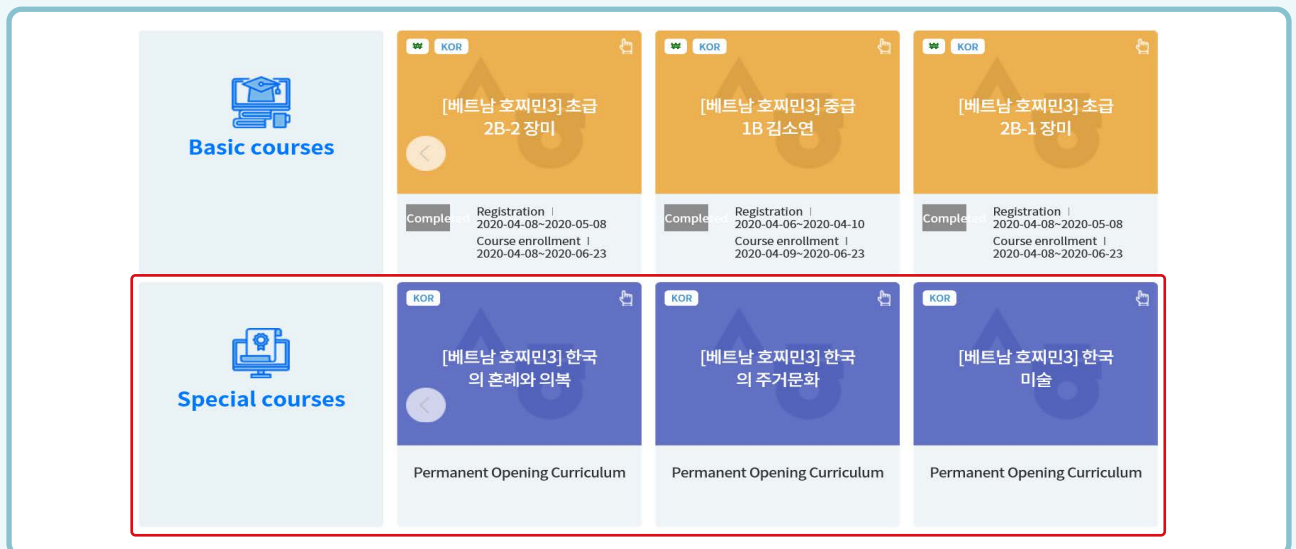 Basic courses
₩ KOR
[베트남 호찌민3] 초급
2B-2 장미
Completed
Registration |
2020-04-08~2020-05-08
Course enrollment |
2020-04-08~2020-06-23
₩ KOR
[베트남 호찌민3] 중급
1B 김소연
Completed
Registration |
2020-04-06~2020-04-10
Course enrollment |
2020-04-09~2020-06-23
₩ KOR
[베트남 호찌민3] 초급
2B-1 장미
Completed
Registration |
2020-04-08~2020-05-08
Course enrollment |
2020-04-08~2020-06-23
Special courses
KOR
[베트남 호찌민3] 한국
의 혼례와 의복
Permanent Opening Curriculum
KOR
[베트남 호찌민3] 한국
의 주거문화
Permanent Opening Curriculum
KOR
[베트남 호찌민3] 한국
미술
Permanent Opening Curriculum